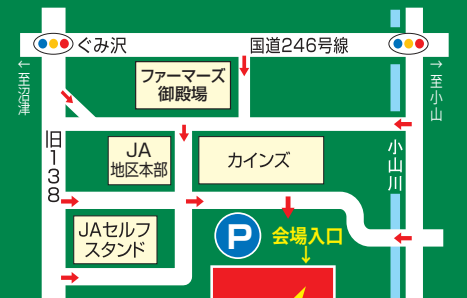 ぐみ沢
国道246号線
←至沼津
→至小山
ファーマーズ
御殿場
旧138
JA
地区本部
カインズ
小山川
JAセルフ
スタンド
P
会場入口
↓